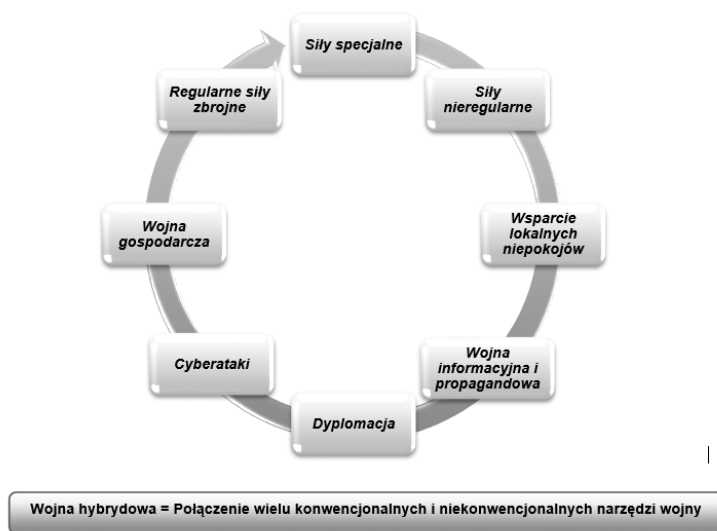 Siły specjalne
Siły
nieregularne
Wsparcie
lokalnych
niepokojów
Wojna
informacyjna i
propagandowa
Dyplomacja
Cyberataki
Wojna
gospodarcza
Regularne siły
zbrojne
Wojna hybrydowa = Połączenie wielu konwencjonalnych i niekonwencjonalnych narzędzi wojny